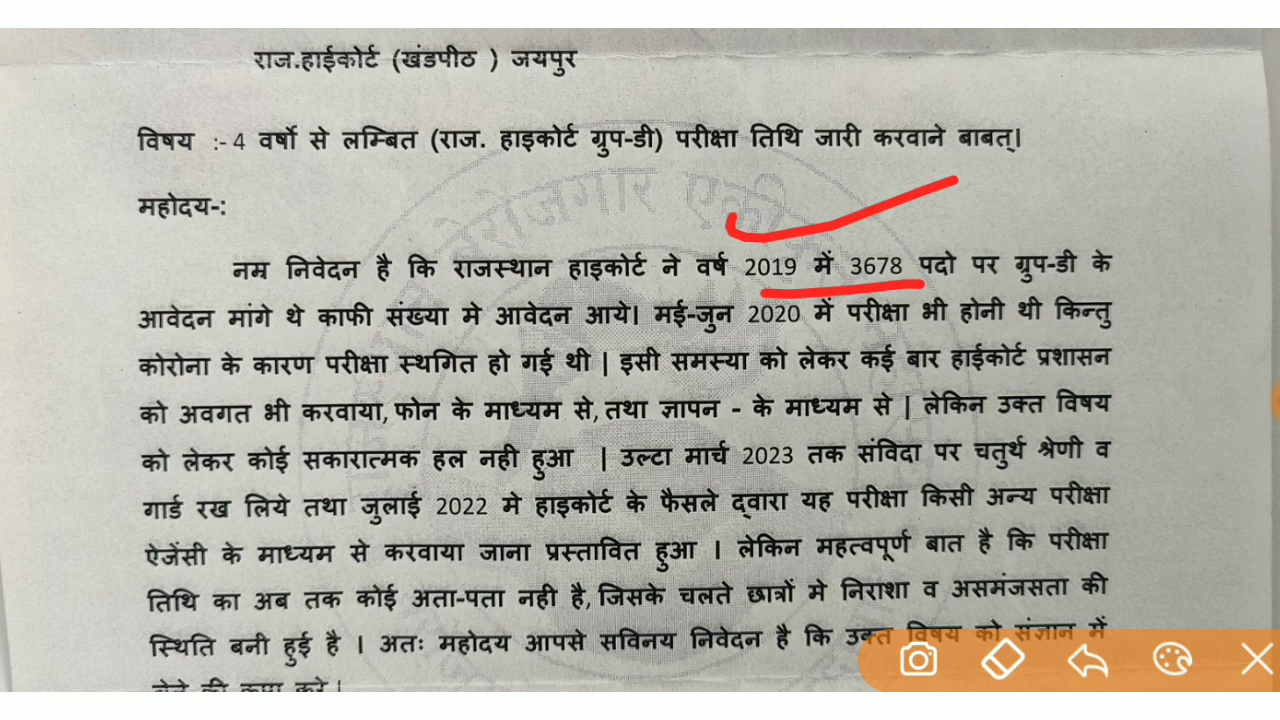 राज.हाईकोर्ट (खंडपीठ ) जयपुर
विषय :- 4 वर्षो से लम्बित (राज. हाइकोर्ट ग्रुप-डी) परीक्षा तिथि जारी करवाने बाबत्।
महोदय-:
बेरोजगार एकीकृत
नम्र निवेदन है कि राजस्थान हाइकोर्ट ने वर्ष 2019 में 3678 पदो पर ग्रुप-डी के
आवेदन मांगे थे काफी संख्या मे आवेदन आये। मई-जुन 2020 में परीक्षा भी होनी थी किन्तु
कोरोना के कारण परीक्षा स्थगित हो गई थी | इसी समस्या को लेकर कई बार हाईकोर्ट प्रशासन
को अवगत भी करवाया, फोन के माध्यम से, तथा ज्ञापन - के माध्यम से | लेकिन उक्त विषय
को लेकर कोई सकारात्मक हल नही हुआ | उल्टा मार्च 2023 तक संविदा पर चतुर्थ श्रेणी व
गार्ड रख लिये तथा जुलाई 2022 मे हाइकोर्ट के फैसले द्वारा यह परीक्षा किसी अन्य परीक्षा
ऐजेंसी के माध्यम से करवाया जाना प्रस्तावित हुआ । लेकिन महत्वपूर्ण बात है कि परीक्षा
तिथि का अब तक कोई अता-पता नही है, जिसके चलते छात्रों मे निराशा व असमंजसता की
स्थिति बनी हुई है । अतः महोदय आपसे सविनय निवेदन है कि उक्त विषय को संज्ञान में
लेने की कृपा करे।